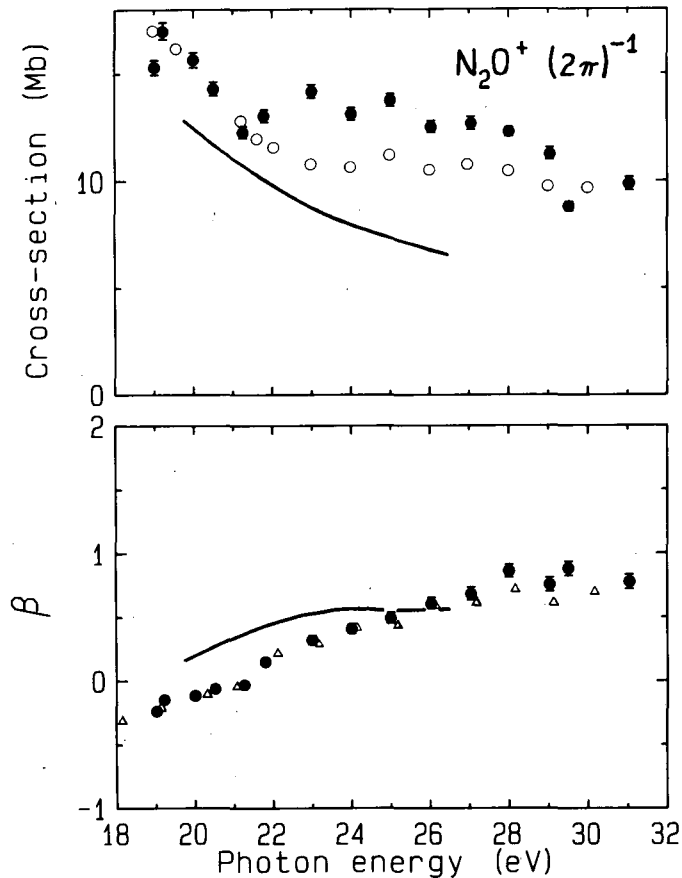 N₂O⁺ (2π)⁻¹
Cross-section (Mb)
10
0
2
1
0
-1
β
18 20 22 24 26 28 30 32
Photon energy (eV)